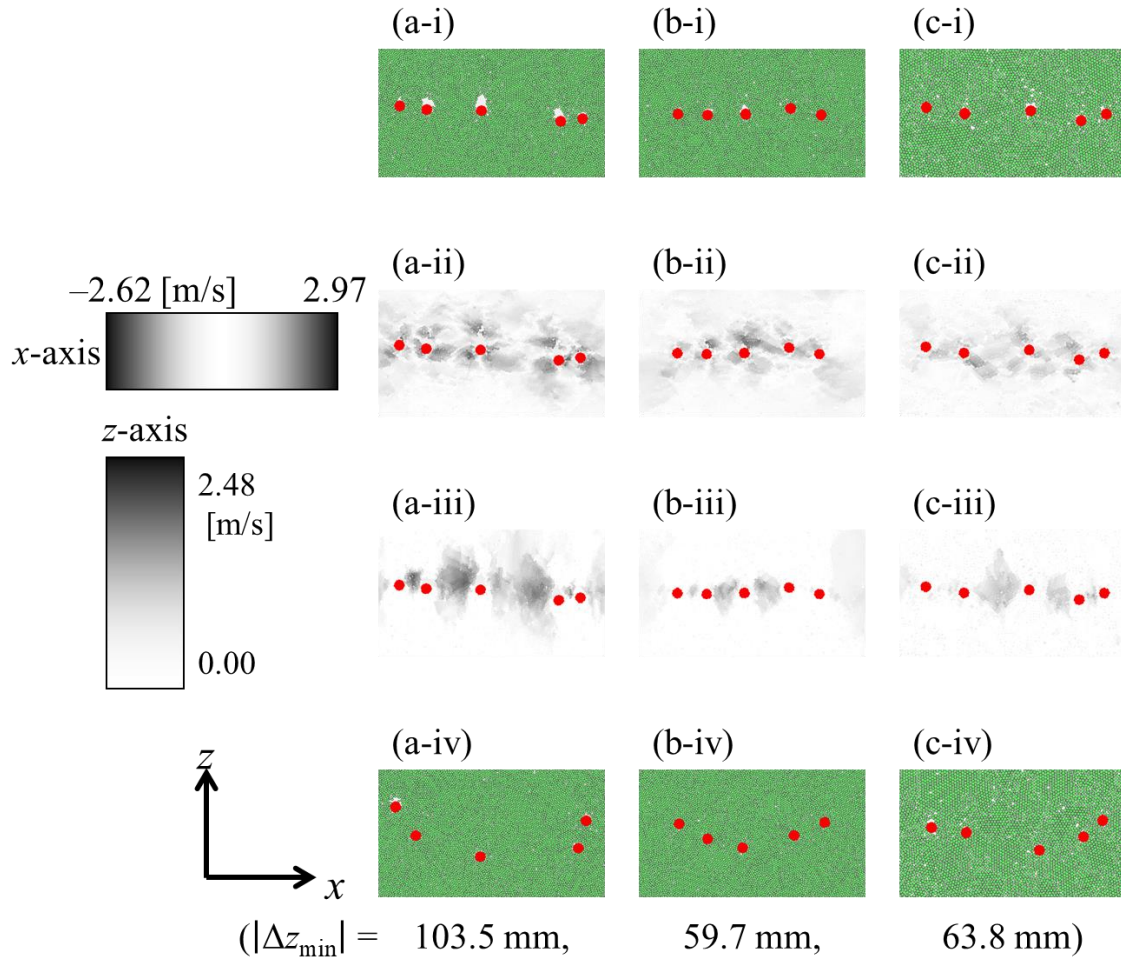 (a-i) (b-i) (c-i)
(a-ii) (b-ii) (c-ii)
–2.62 [m/s] 2.97
x-axis
z-axis
2.48
[m/s]
0.00
(a-iii) (b-iii) (c-iii)
(a-iv) (b-iv) (c-iv)
z
x
(|Δzmin| = 103.5 mm, 59.7 mm, 63.8 mm)